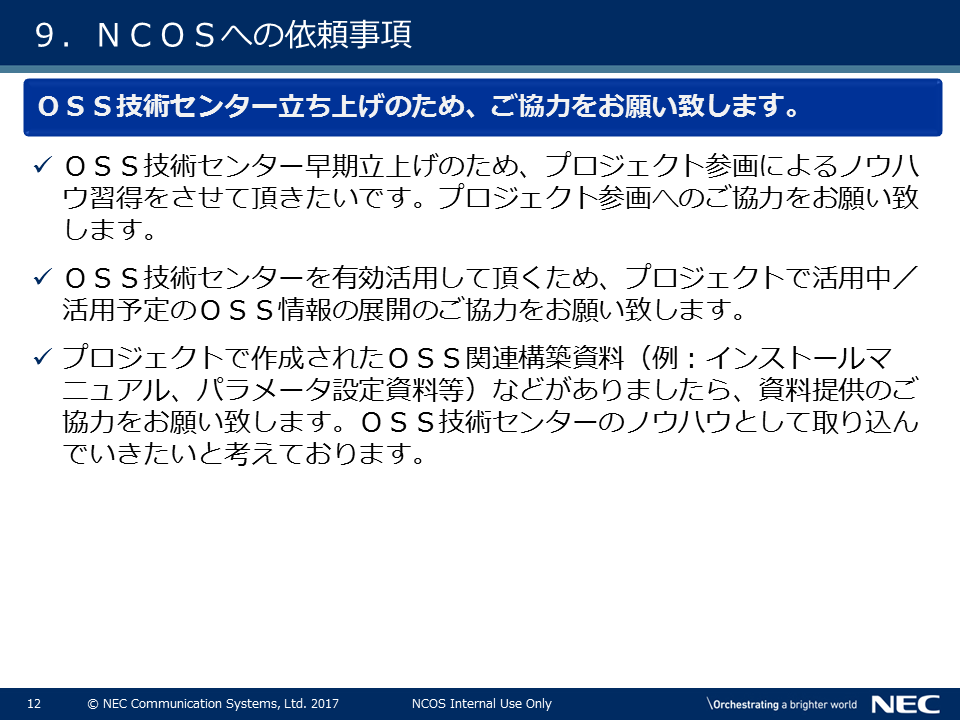 ９．ＮＣＯＳへの依頼事項
ＯＳＳ技術センター立ち上げのため、ご協力をお願い致します。
✓ ＯＳＳ技術センター早期立上げのため、プロジェクト参画によるノウハ
ウ習得をさせて頂きたいです。プロジェクト参画へのご協力をお願い致
します。
✓ ＯＳＳ技術センターを有効活用して頂くため、プロジェクトで活用中／
活用予定のＯＳＳ情報の展開のご協力をお願い致します。
✓ プロジェクトで作成されたＯＳＳ関連構築資料（例：インストールマ
ニュアル、パラメータ設定資料等）などがありましたら、資料提供のご
協力をお願い致します。ＯＳＳ技術センターのノウハウとして取り込ん
でいきたいと考えております。
12 © NEC Communication Systems, Ltd. 2017 NCOS Internal Use Only \Orchestrating a brighter world NEC